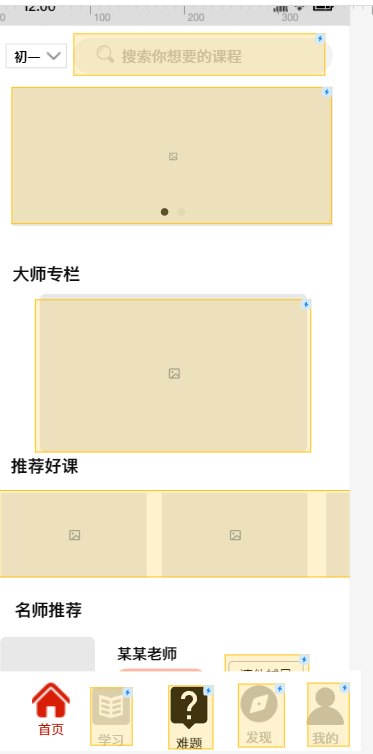 12:00
0 100 200 300
初一
搜索你想要的课程
大师专栏
推荐好课
名师推荐
某某老师
首页 学习 难题 发现 我的